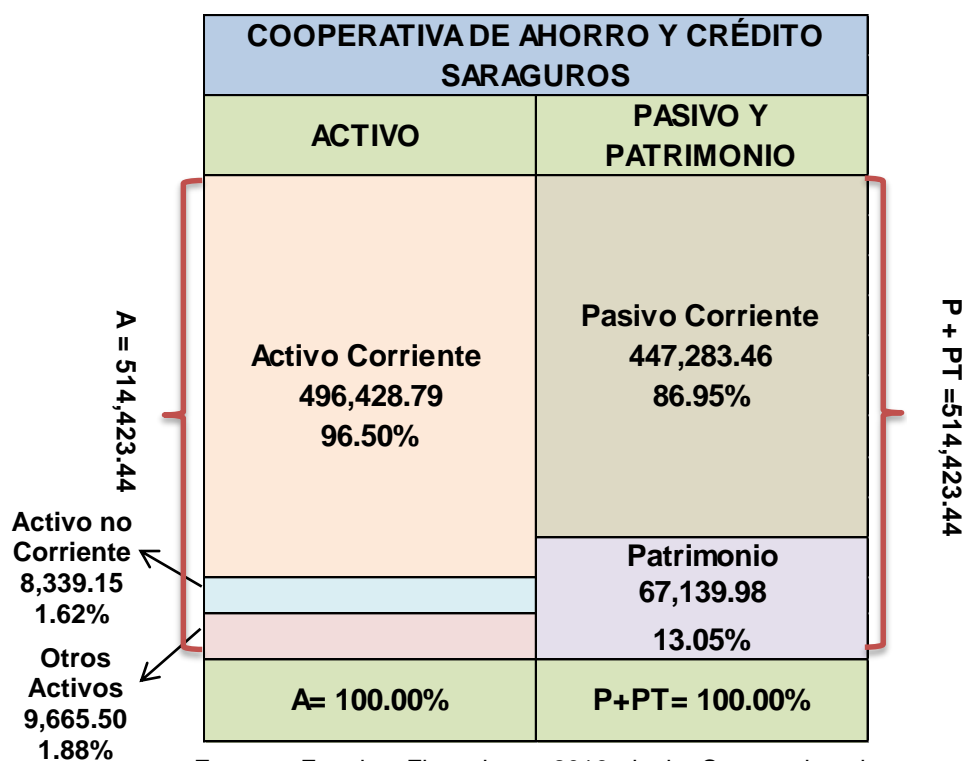 COOPERATIVA DE AHORRO Y CRÉDITO
SARAGUROS
ACTIVO
PASIVO Y
PATRIMONIO
A = 514,423.44
Activo Corriente
496,428.79
96.50%
Pasivo Corriente
447,283.46
86.95%
P + PT =514,423.44
Activo no
Corriente
8,339.15
1.62%
Patrimonio
67,139.98
13.05%
Otros
Activos
9,665.50
1.88%
A= 100.00%
P+PT= 100.00%